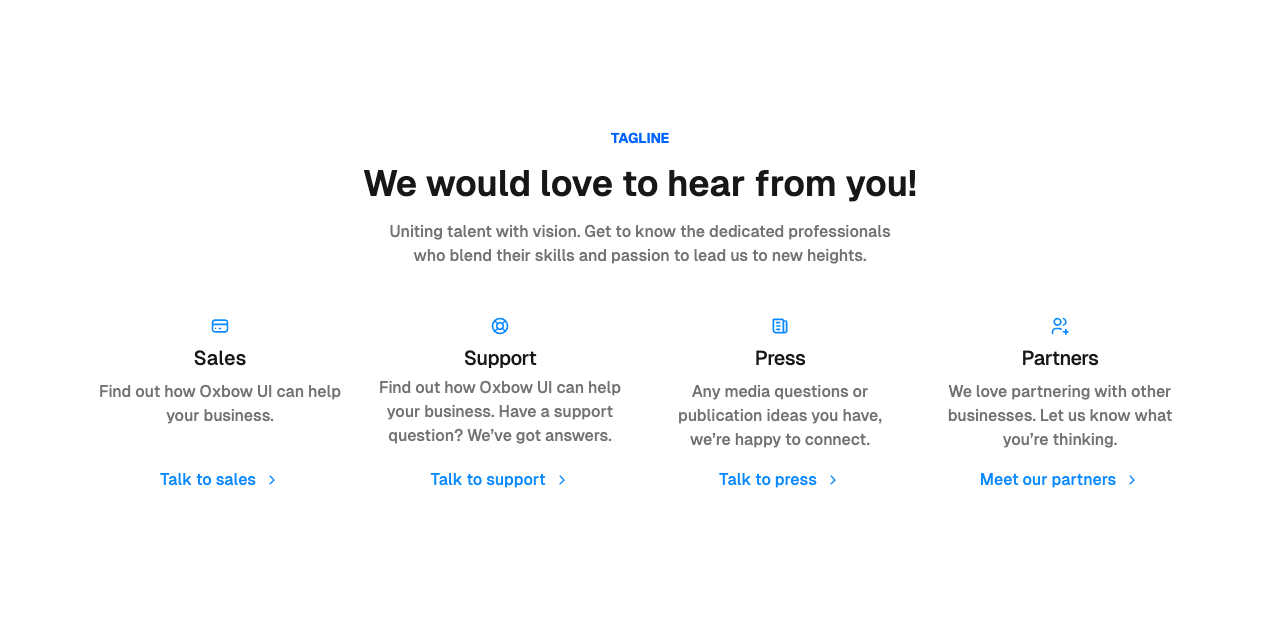 TAGLINE
We would love to hear from you!
Uniting talent with vision. Get to know the dedicated professionals
who blend their skills and passion to lead us to new heights.
Sales
Find out how Oxbow UI can help
your business.
Talk to sales
Support
Find out how Oxbow UI can help
your business. Have a support
question? We’ve got answers.
Talk to support
Press
Any media questions or
publication ideas you have,
we’re happy to connect.
Talk to press
Partners
We love partnering with other
businesses. Let us know what
you’re thinking.
Meet our partners